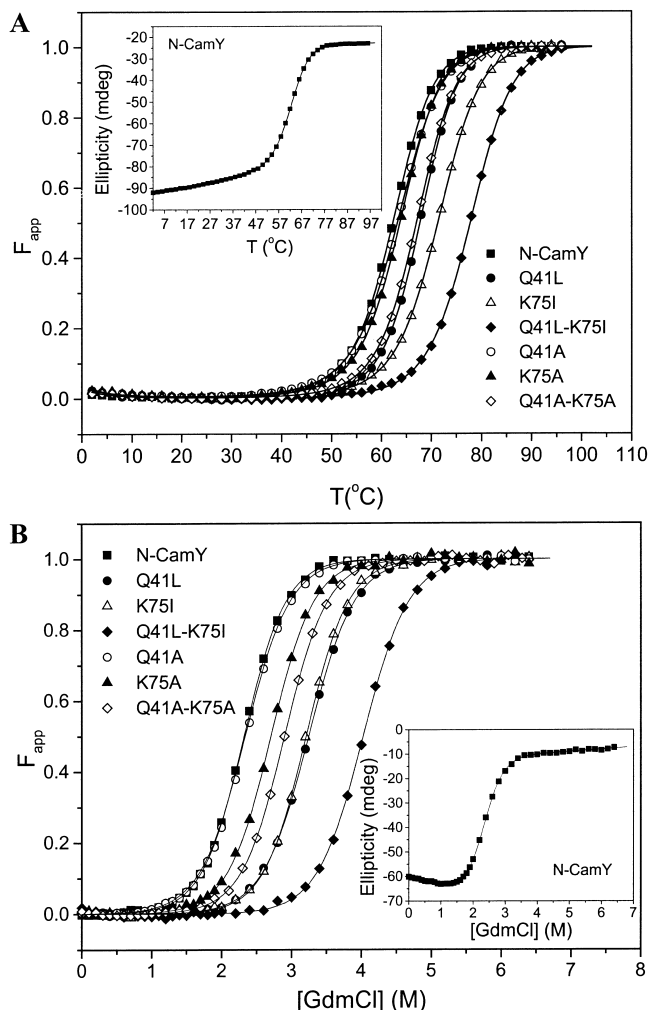 A
N-CamY
Ellipticity (mdeg)
-20
-30
-40
-50
-60
-70
-80
-90
-100
7 17 27 37 47 57 67 77 87 97
T (°C)
Fapp
1.0
0.8
0.6
0.4
0.2
0.0
N-CamY
Q41L
K75I
Q41L-K75I
Q41A
K75A
Q41A-K75A
0 10 20 30 40 50 60 70 80 90 100 110
T(°C)
B
Fapp
1.0
0.8
0.6
0.4
0.2
0.0
N-CamY
Q41L
K75I
Q41L-K75I
Q41A
K75A
Q41A-K75A
Ellipticity (mdeg)
0
-10
-20
-30
-40
-50
-60
-70
N-CamY
0 1 2 3 4 5 6 7
[GdmCl] (M)
0 1 2 3 4 5 6 7 8
[GdmCl] (M)